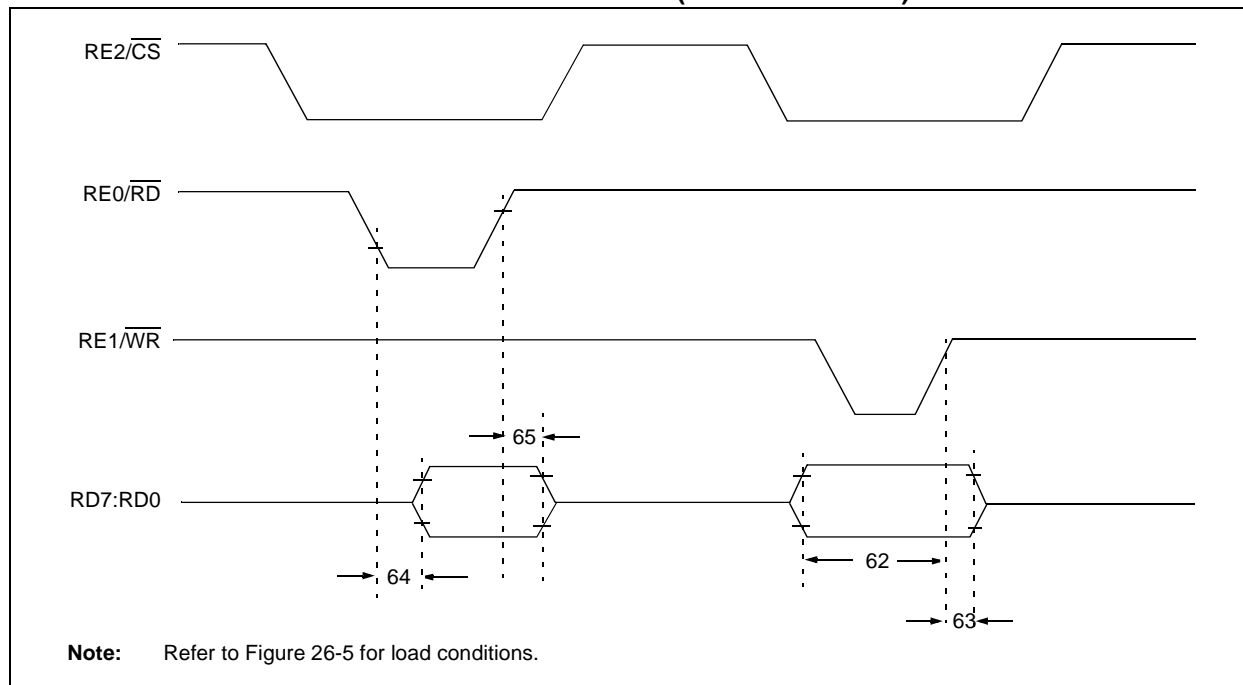 RE2/CS
RE0/RD
RE1/WR
65
RD7:RD0
62
64
63
Note: Refer to Figure 26-5 for load conditions.